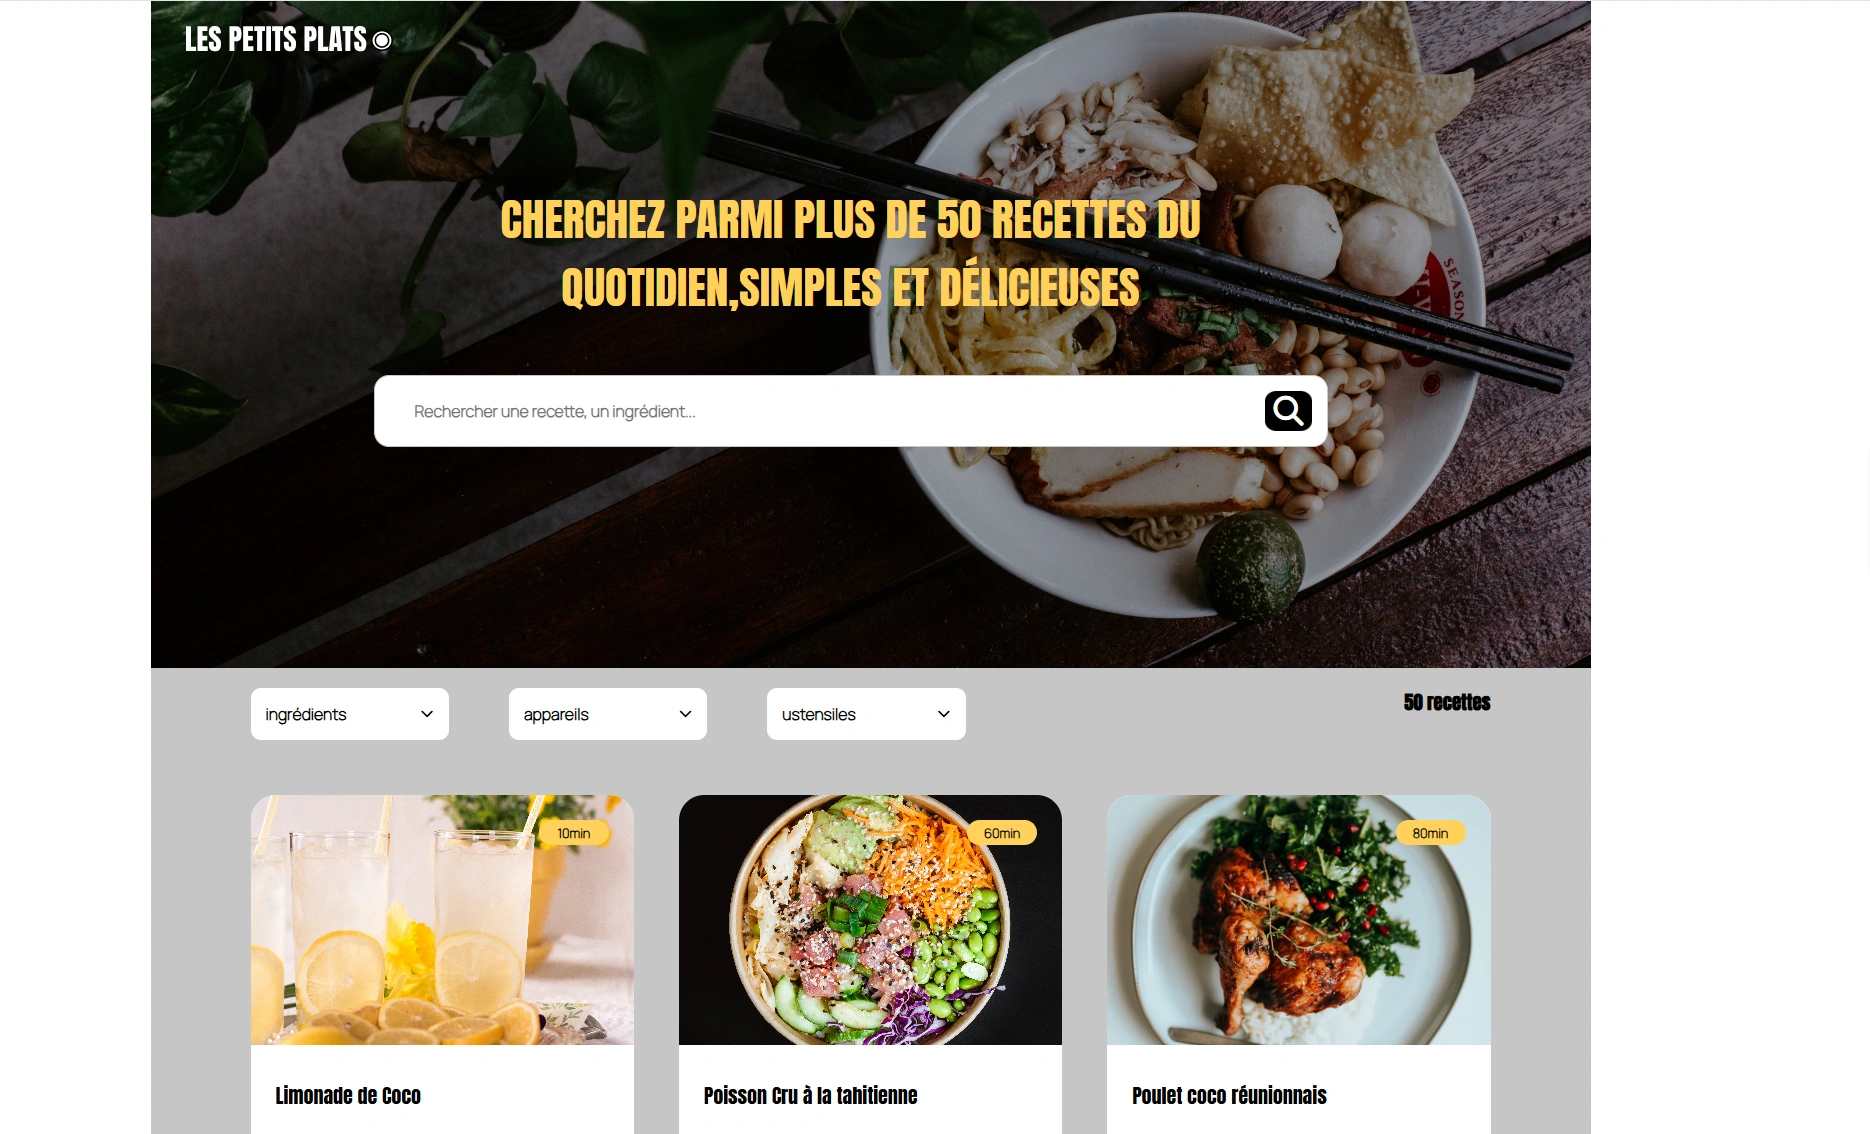 LES PETITS PLATS
CHERCHEZ PARMI PLUS DE 50 RECETTES DU
QUOTIDIEN,SIMPLES ET DÉLICIEUSES
Rechercher une recette, un ingrédient...
ingrédients
appareils
ustensiles
50 recettes
10min
60min
80min
Limonade de Coco
Poisson Cru à la tahitienne
Poulet coco réunionnais
SEASON